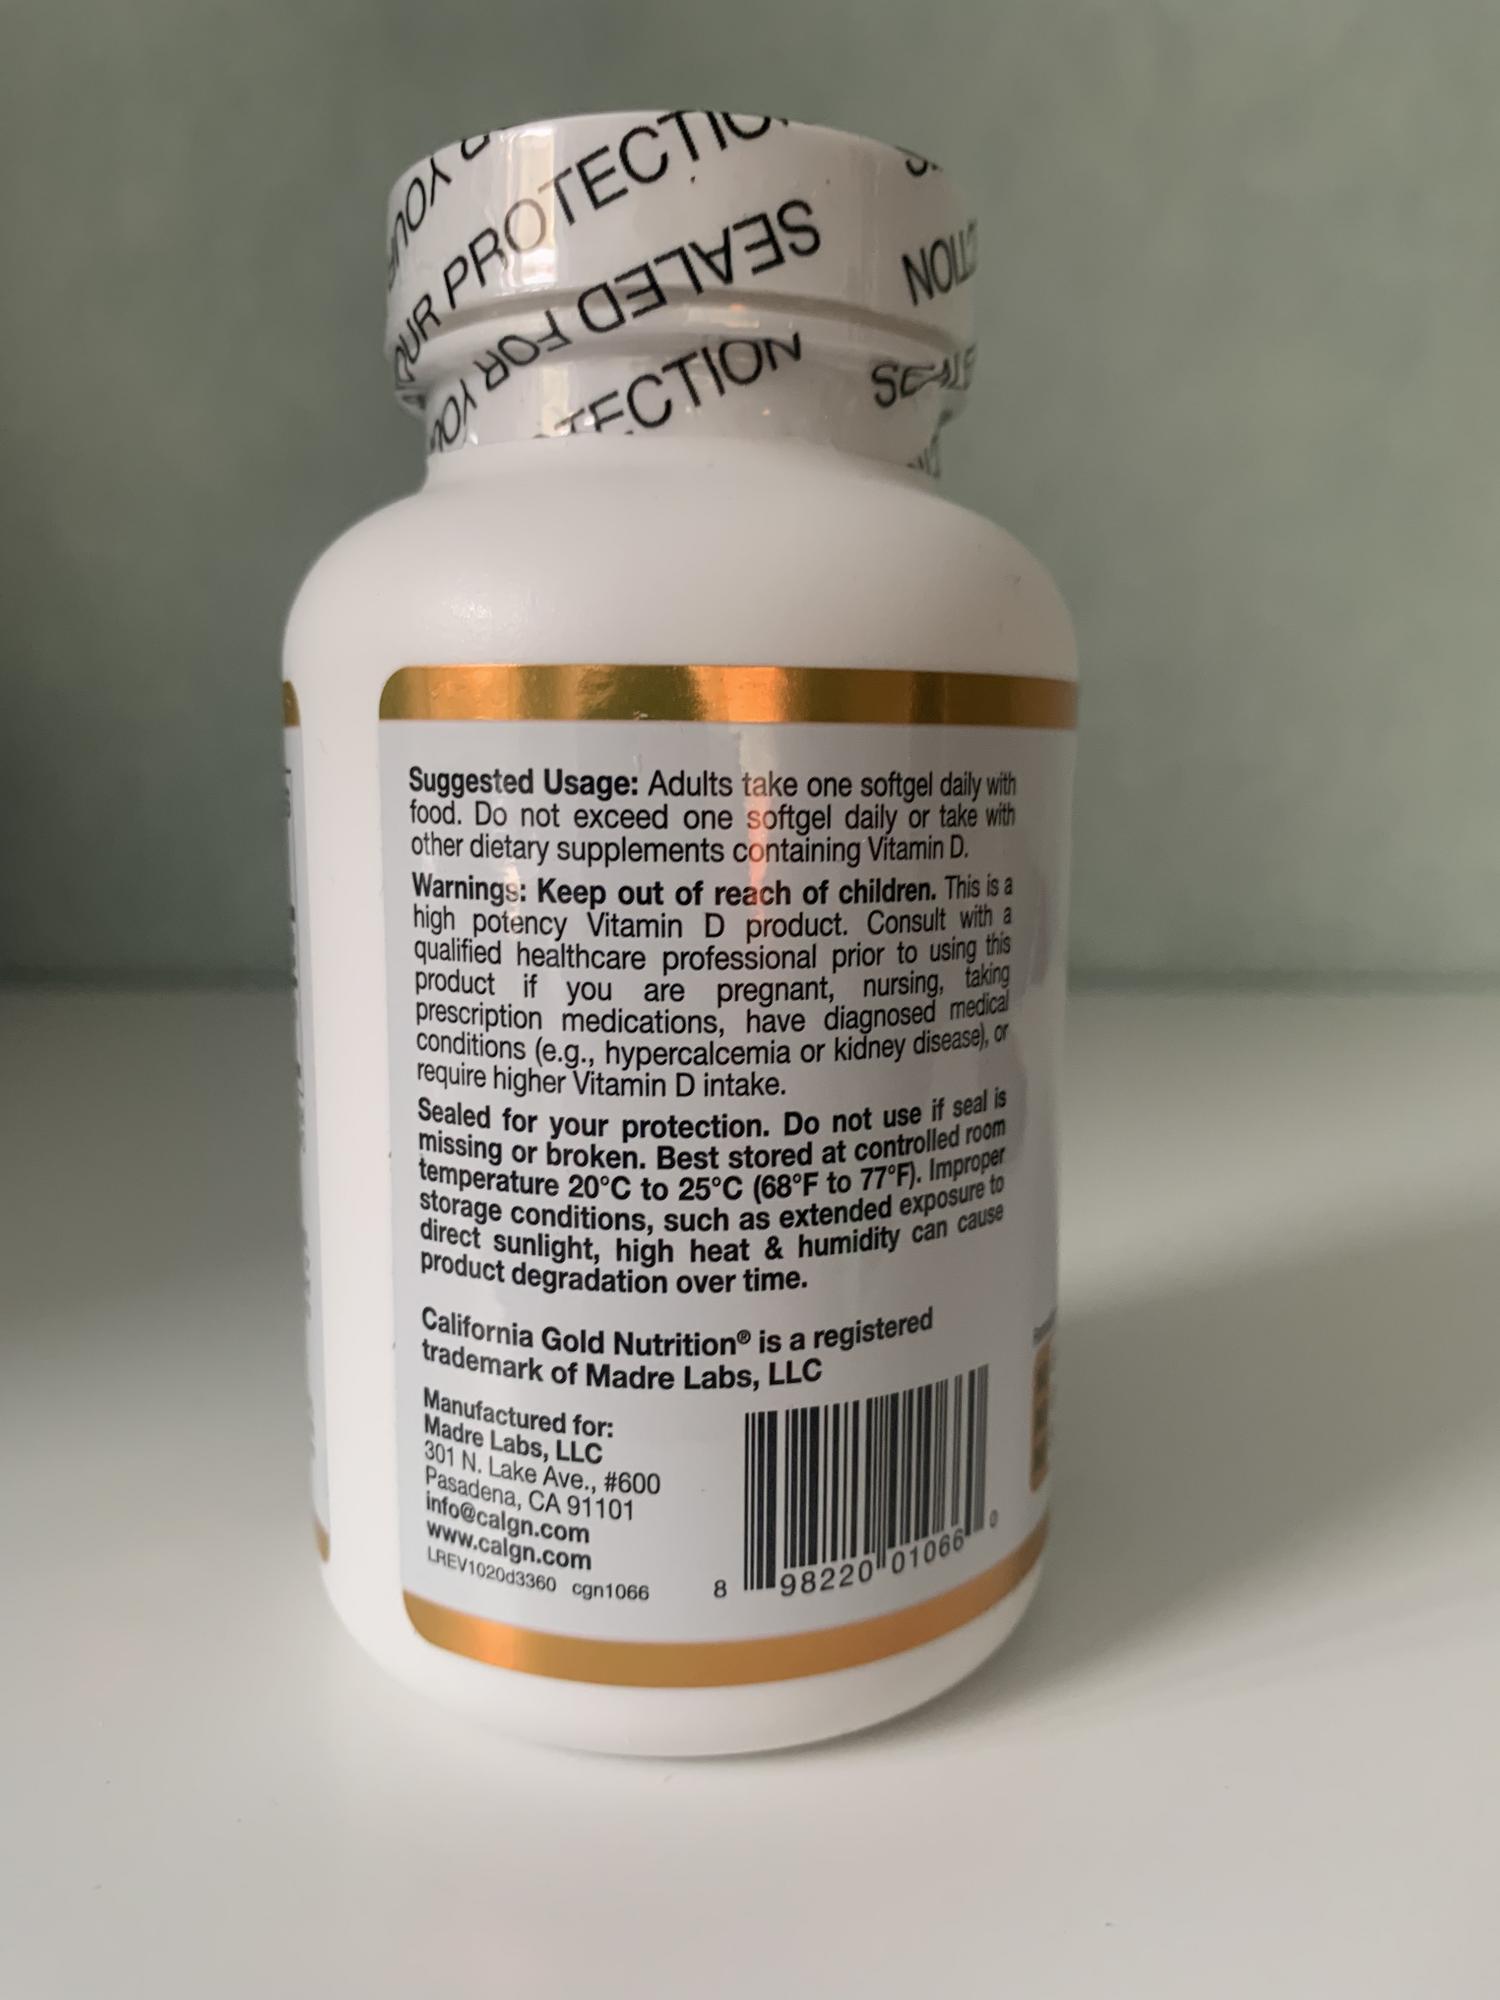 YOUR
YOUR PROTECTION
SEALED FOR YOU
TECTION
SEALE
CTION
Suggested Usage: Adults take one softgel daily with
food. Do not exceed one softgel daily or take with
other dietary supplements containing Vitamin D.
Warnings: Keep out of reach of children. This is a
high potency Vitamin D product. Consult with a
qualified healthcare professional prior to using this
product if you are pregnant, nursing, taking
prescription medications, have diagnosed medical
conditions (e.g., hypercalcemia or kidney disease), or
require higher Vitamin D intake.
Sealed for your protection. Do not use if seal is
missing or broken. Best stored at controlled room
temperature 20°C to 25°C (68°F to 77°F). Improper
storage conditions, such as extended exposure to
direct sunlight, high heat & humidity can cause
product degradation over time.
California Gold Nutrition® is a registered
trademark of Madre Labs, LLC
Manufactured for:
Madre Labs, LLC
301 N. Lake Ave., #600
Pasadena, CA 91101
info@calgn.com
www.calgn.com
LREV1020d3360 cgn1066
8 98220 01066 0